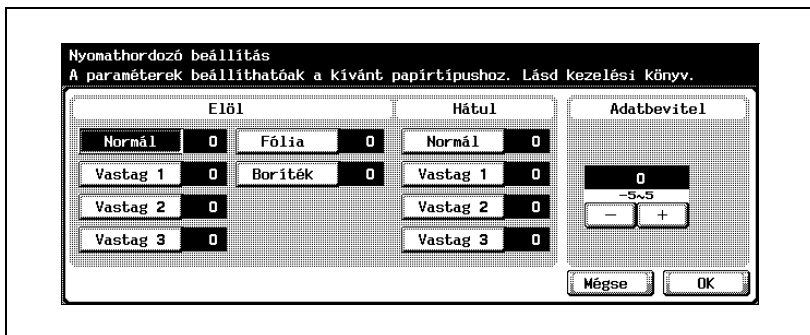 Nyomathordozó beállítás
A paraméterek beállíthatóak a kívánt papírtípushoz. Lásd kezelési könyv.
Elöl Hátul Adatbevitel
Normál 0 Fólia 0 Normál 0
Vastag 1 0 Boríték 0 Vastag 1 0 0
-5~5
Vastag 2 0 Vastag 2 0 − +
Vastag 3 0 Vastag 3 0
Mégse OK